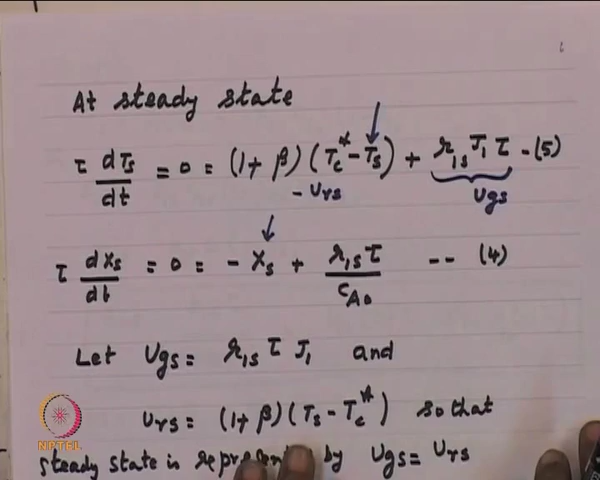 At steady state
τ dTs/dt = 0 = (1+β)(Tc* - Ts) + r1s J1 τ - (5)
- Urs
Ugs
τ dxs/dt = 0 = - xs + r1s τ / CA0 -- (4)
Let Ugs = r1s τ J1 and
Urs = (1+β)(Ts - Tc*) so that
steady state is by Ugs = Urs
NPTEL